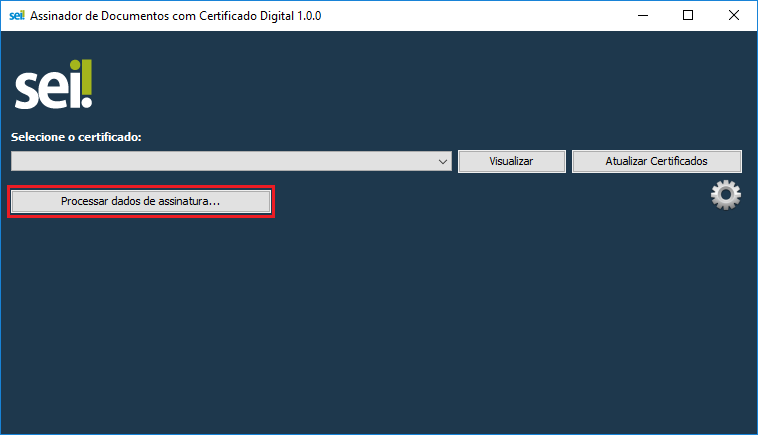 sei! Assinador de Documentos com Certificado Digital 1.0.0
sei!
Selecione o certificado:
Visualizar
Atualizar Certificados
Processar dados de assinatura...